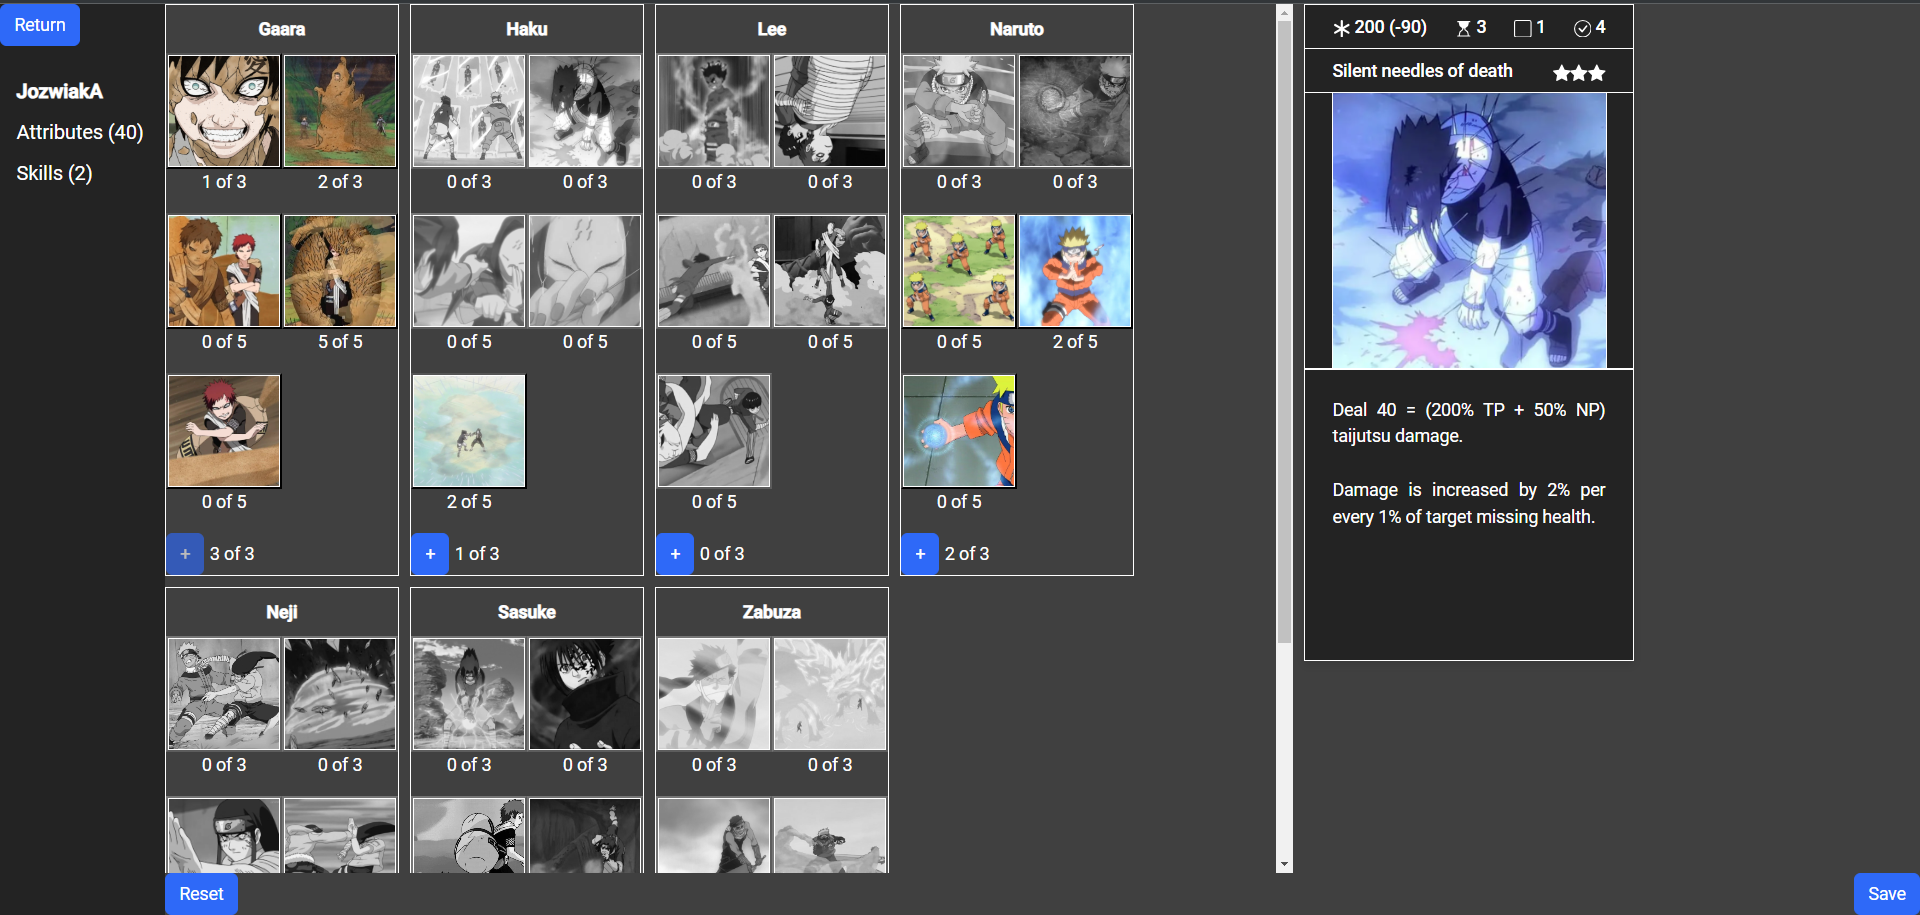 Return
JozwiakA
Attributes (40)
Skills (2)
Gaara
1 of 3 2 of 3
0 of 5 5 of 5
0 of 5
+ 3 of 3
Haku
0 of 3 0 of 3
0 of 5 0 of 5
2 of 5
+ 1 of 3
Lee
0 of 3 0 of 3
0 of 5 0 of 5
0 of 5
+ 0 of 3
Naruto
0 of 3 0 of 3
0 of 5 2 of 5
0 of 5
+ 2 of 3
Neji
0 of 3 0 of 3
Sasuke
0 of 3 0 of 3
Zabuza
0 of 3 0 of 3
Reset
200 (-90) 3 1 4
Silent needles of death ★★★
Deal 40 = (200% TP + 50% NP)
taijutsu damage.
Damage is increased by 2% per
every 1% of target missing health.
Save